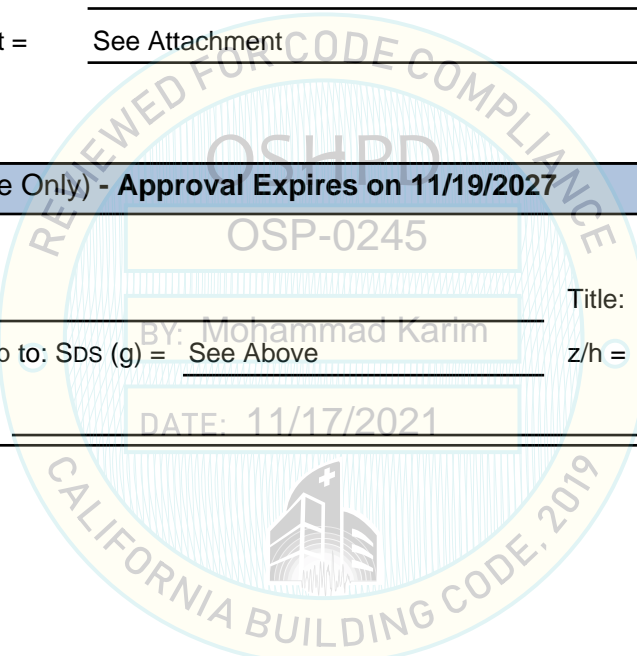 t = See Attachment
REVIEWED FOR CODE COMPLIANCE
OSHPD
e Only) - Approval Expires on 11/19/2027
OSP-0245
Title:
BY: Mohammad Karim
o to: SDS (g) = See Above z/h =
DATE: 11/17/2021
CALIFORNIA BUILDING CODE, 2019